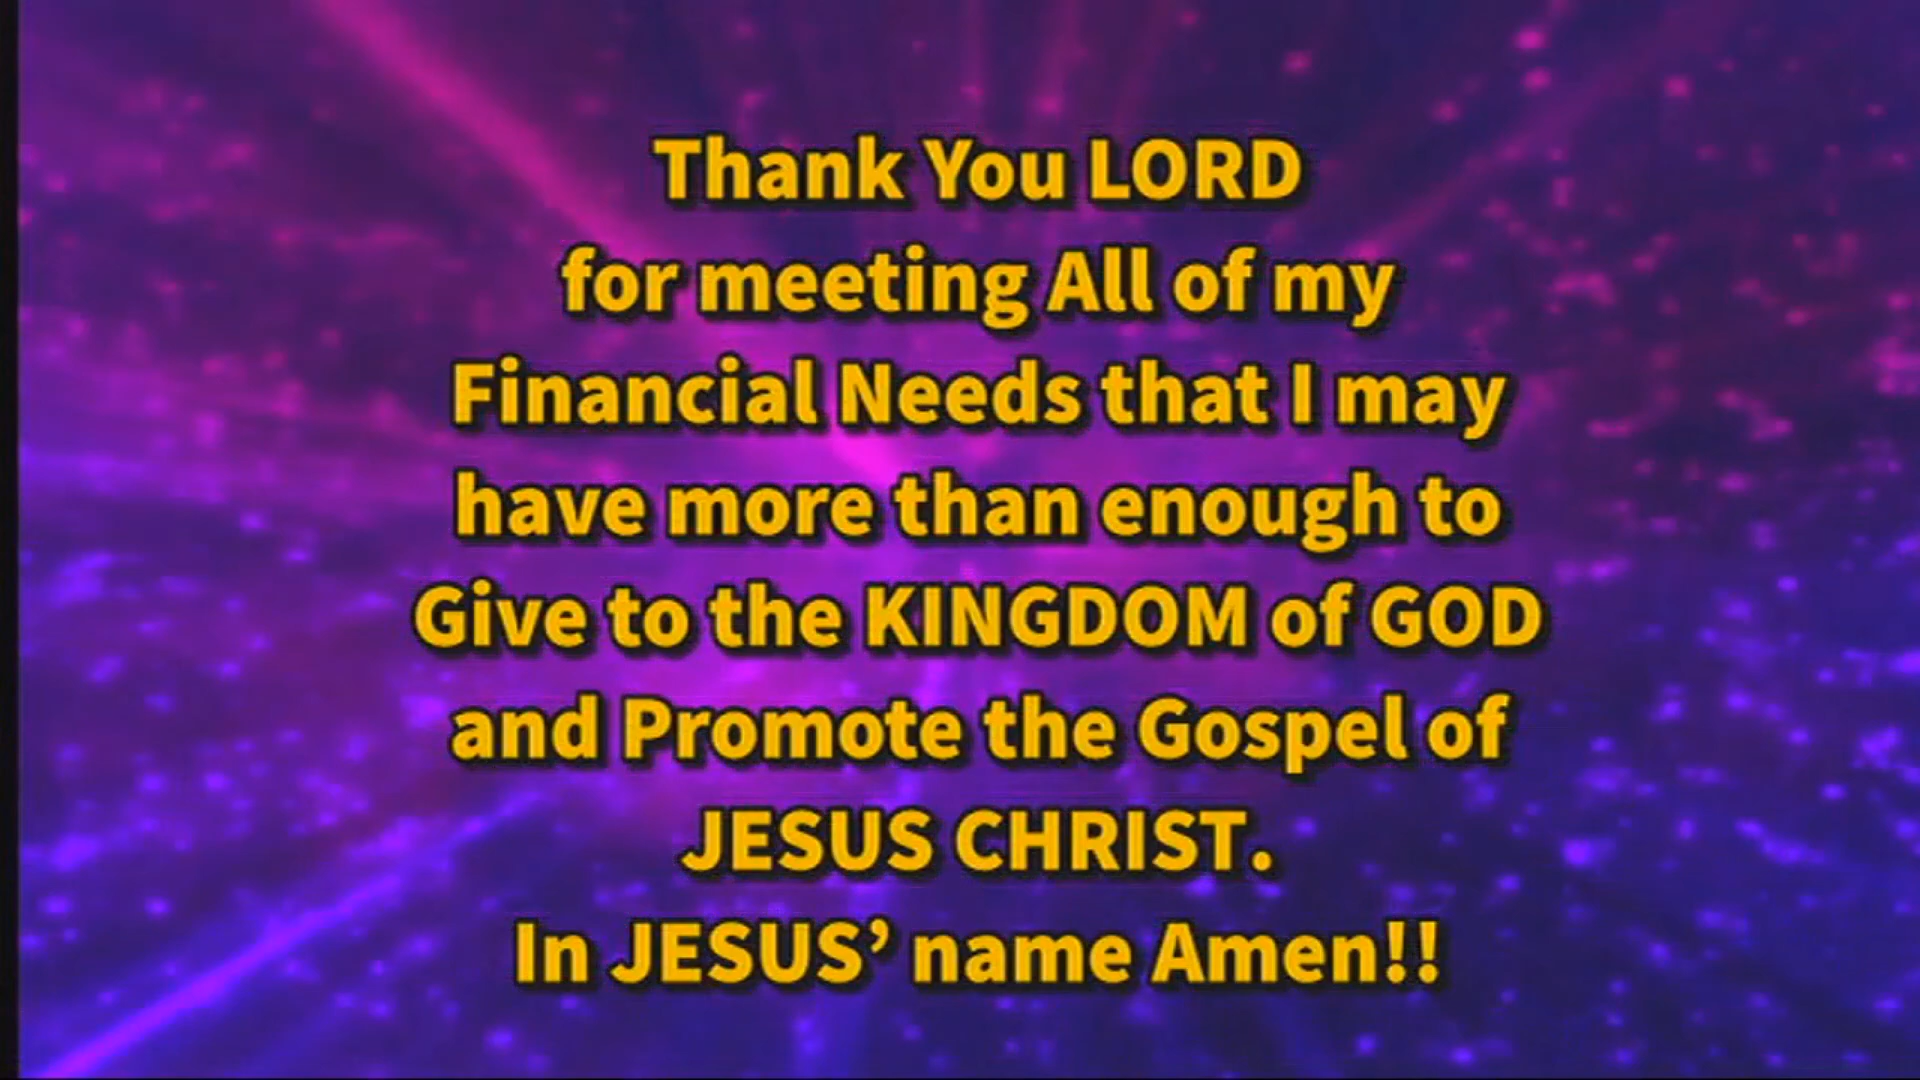 Thank You LORD
for meeting All of my
Financial Needs that I may
have more than enough to
Give to the KINGDOM of GOD
and Promote the Gospel of
JESUS CHRIST.
In JESUS’ name Amen!!